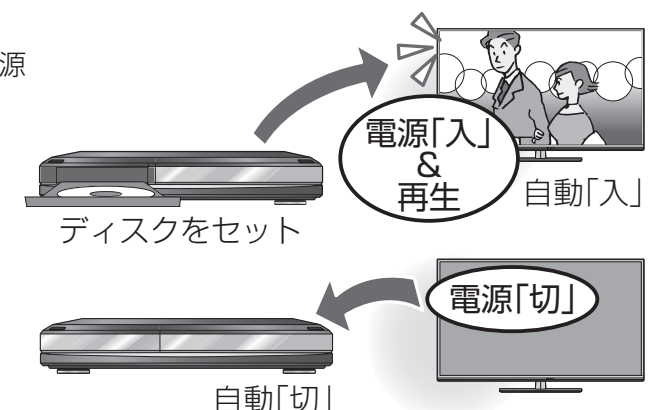 源
電源「入」
&
再生
自動「入」
ディスクをセット
電源「切」
自動「切」